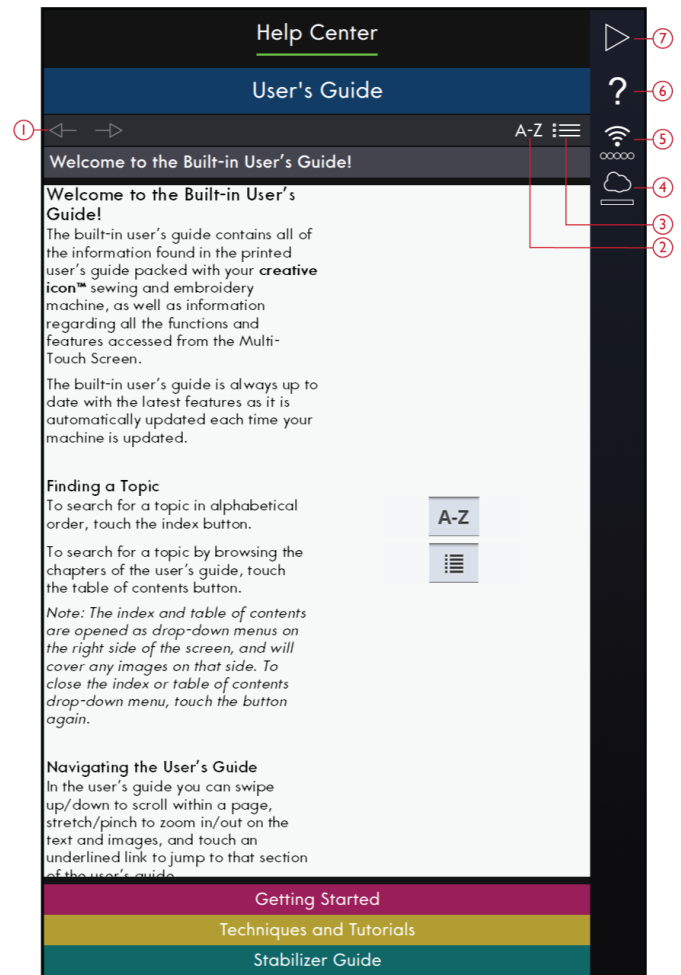 Help Center
7
User's Guide
?
6
1
A-Z
5
Welcome to the Built-in User's Guide!
4
Welcome to the Built-in User's
Guide!
3
2
The built-in user's guide contains all of
the information found in the printed
user's guide packed with your creative
icon™ sewing and embroidery
machine, as well as information
regarding all the functions and
features accessed from the Multi-
Touch Screen.
The built-in user's guide is always up to
date with the latest features as it is
automatically updated each time your
machine is updated.
Finding a Topic
To search for a topic in alphabetical
order, touch the index button.
A-Z
To search for a topic by browsing the
chapters of the user's guide, touch
the table of contents button.
Note: The index and table of contents
are opened as drop-down menus on
the right side of the screen, and will
cover any images on that side. To
close the index or table of contents
drop-down menu, touch the button
again.
Navigating the User's Guide
In the user's guide you can swipe
up/down to scroll within a page,
stretch/pinch to zoom in/out on the
text and images, and touch an
underlined link to jump to that section
of the user's guide
Getting Started
Techniques and Tutorials
Stabilizer Guide